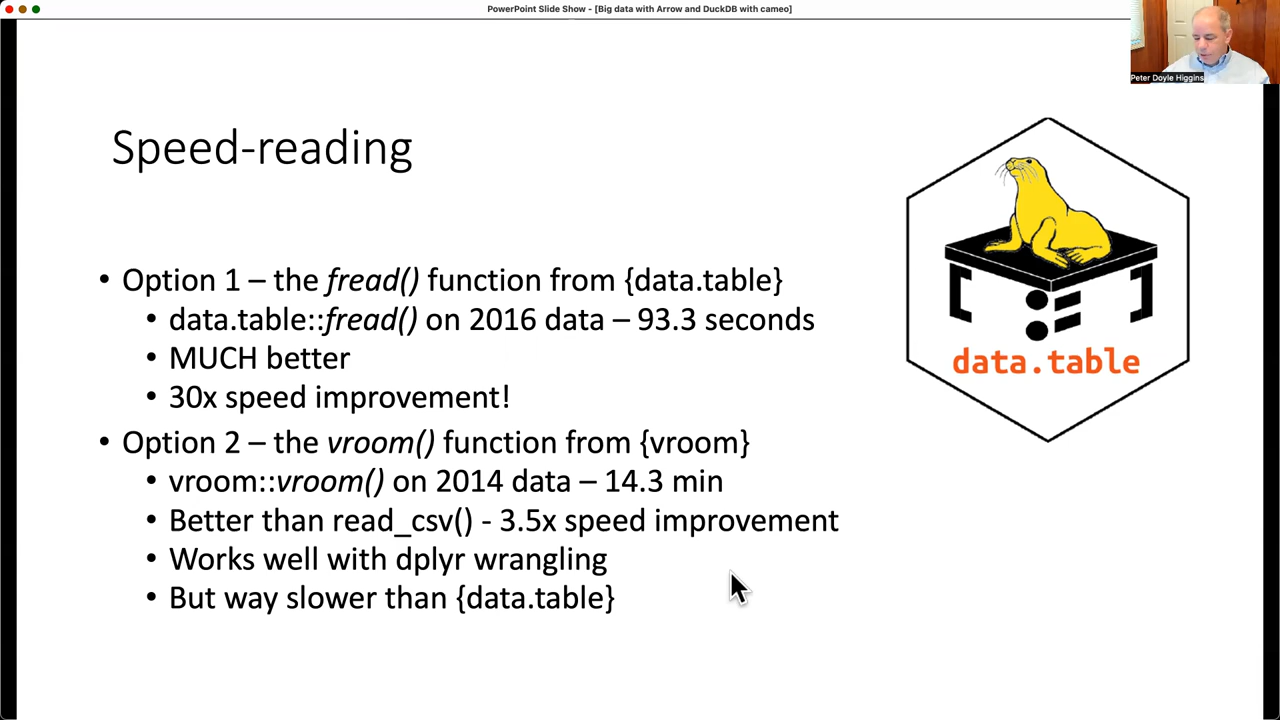 PowerPoint Slide Show - [Big data with Arrow and DuckDB with cameo]
Peter Doyle Higgins
Speed-reading
• Option 1 – the fread() function from {data.table}
• data.table::fread() on 2016 data – 93.3 seconds
• MUCH better
• 30x speed improvement!
• Option 2 – the vroom() function from {vroom}
• vroom::vroom() on 2014 data – 14.3 min
• Better than read_csv() - 3.5x speed improvement
• Works well with dplyr wrangling
• But way slower than {data.table}
[ := ]
data.table